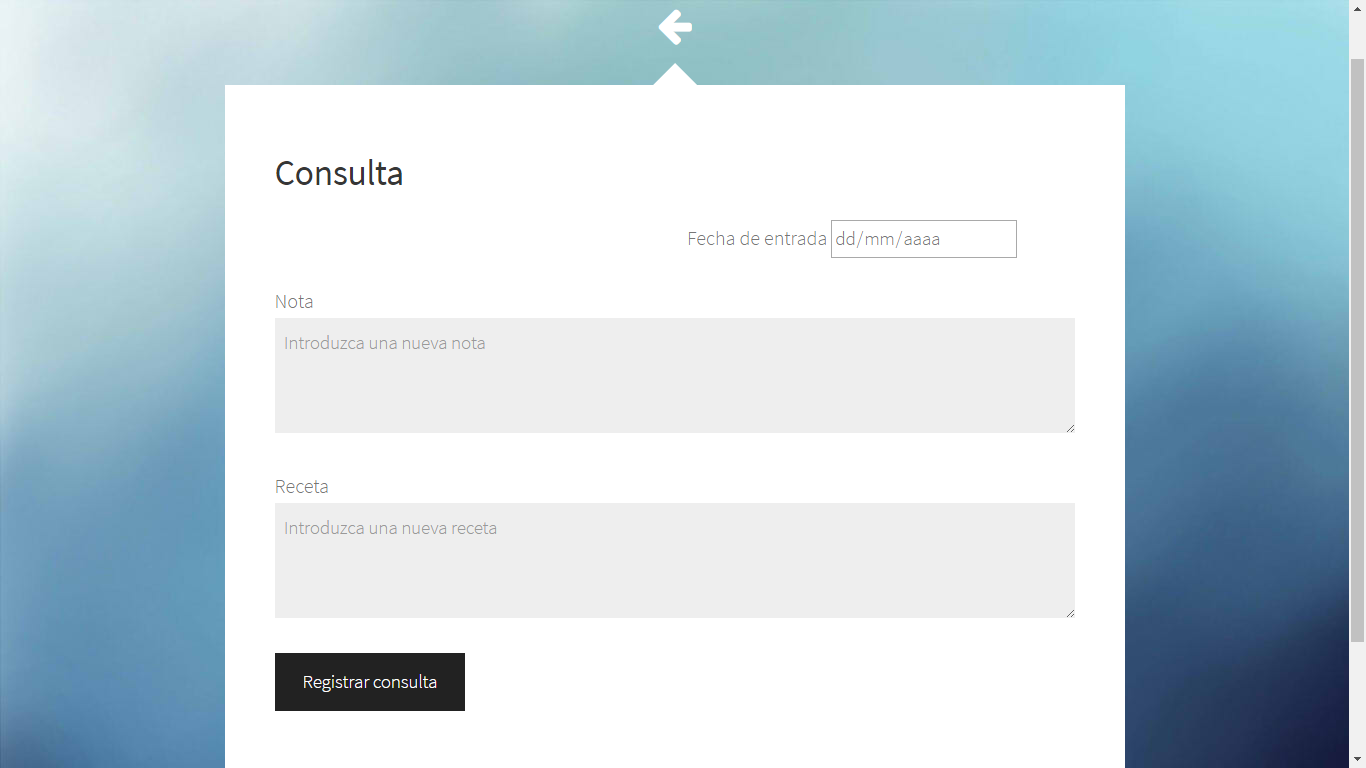 Consulta
Fecha de entrada dd/mm/aaaa
Nota
Introduzca una nueva nota
Receta
Introduzca una nueva receta
Registrar consulta